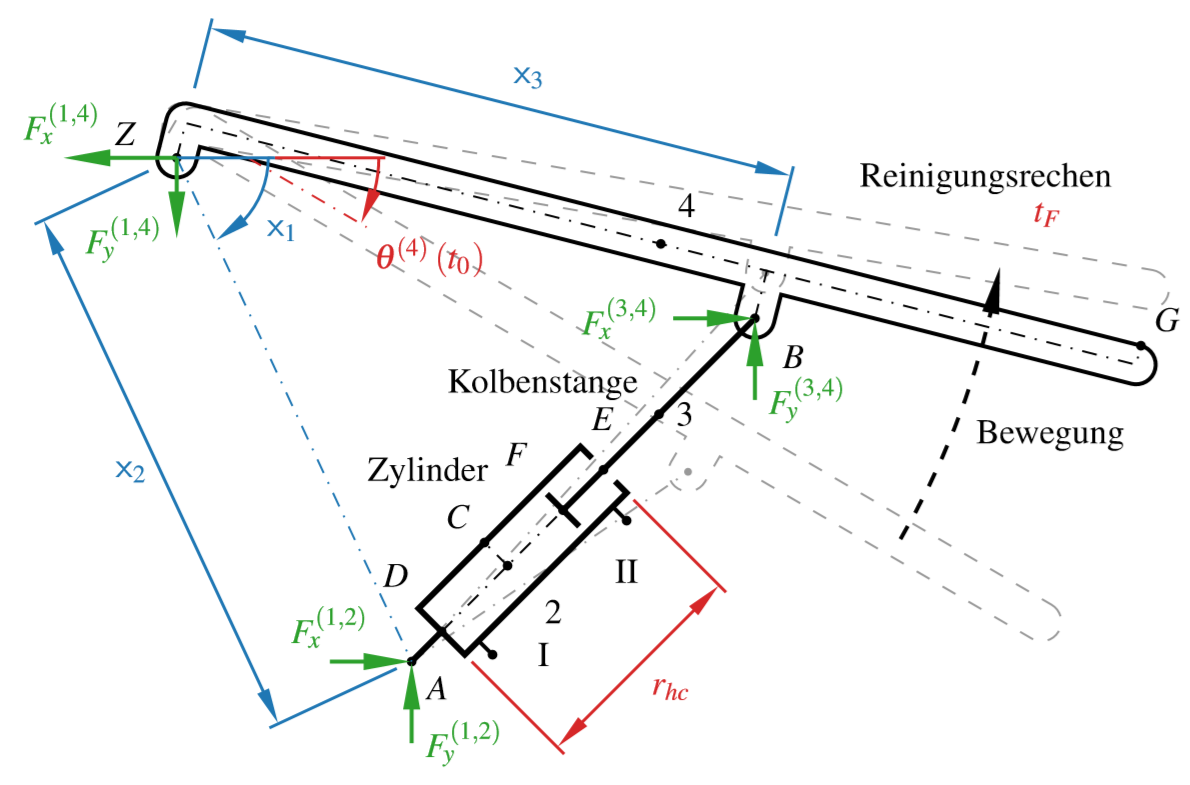 x₃
F_x^(1,4)
Z
Reinigungsrechen
t_F
4
x₁
F_y^(1,4)
θ^(4) (t₀)
G
F_x^(3,4)
B
Kolbenstange
F_y^(3,4)
E
3
Bewegung
x₂
Zylinder
F
C
D
II
2
F_x^(1,2)
I
A
r_hc
F_y^(1,2)